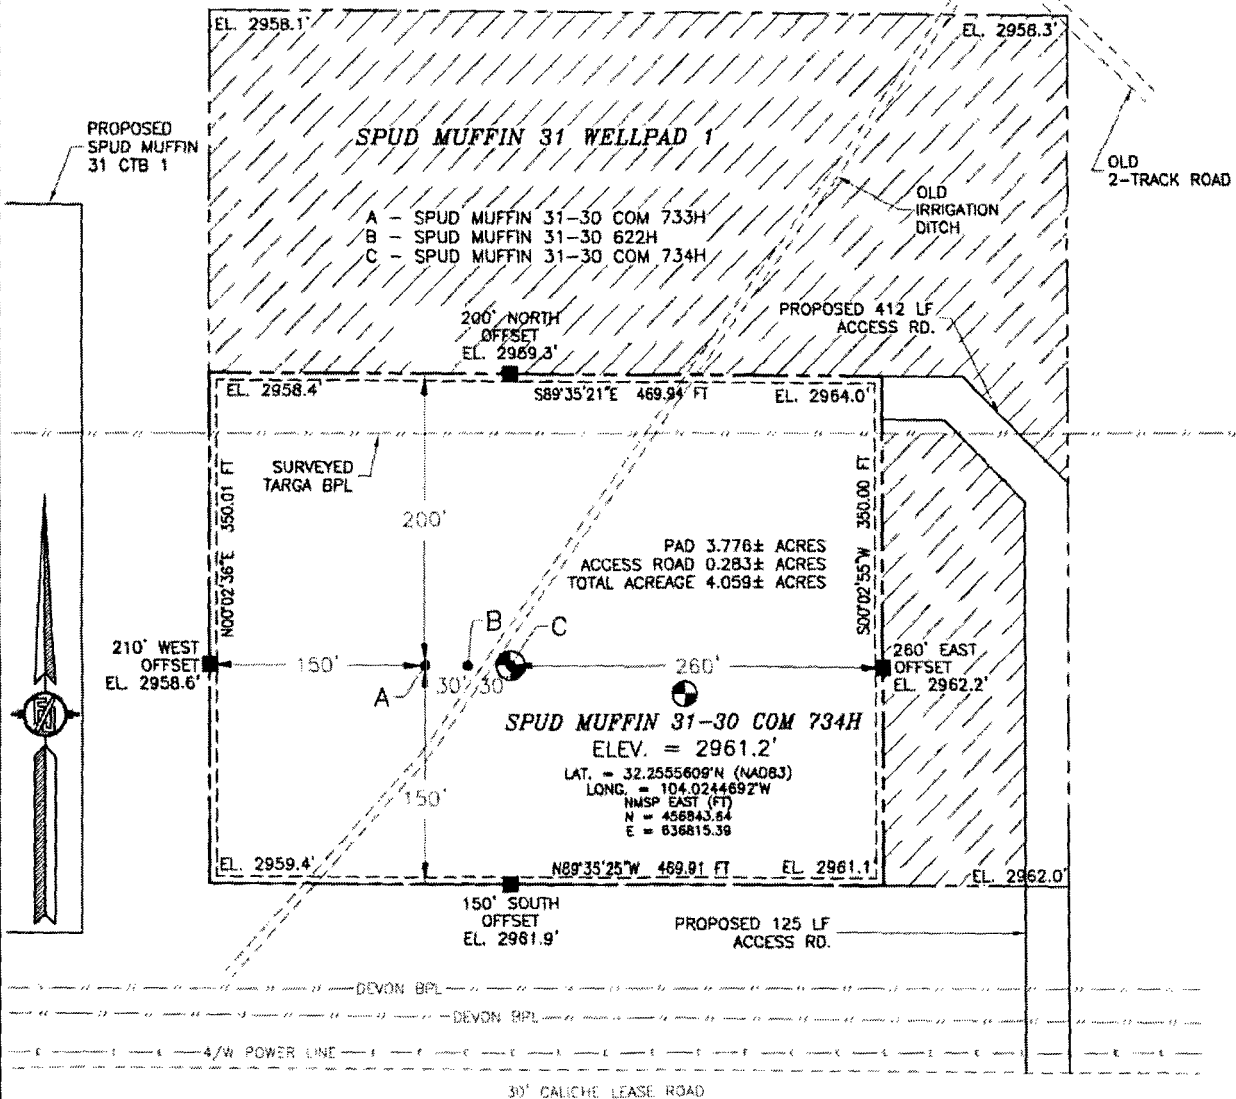 EL. 2958.1'
EL. 2958.3'
PROPOSED
SPUD MUFFIN
31 CTB 1
SPUD MUFFIN 31 WELLPAD 1
OLD
2-TRACK ROAD
OLD
IRRIGATION
DITCH
A - SPUD MUFFIN 31-30 COM 733H
B - SPUD MUFFIN 31-30 622H
C - SPUD MUFFIN 31-30 COM 734H
PROPOSED 412 LF
ACCESS RD.
200' NORTH
OFFSET
EL. 2959.3'
EL. 2958.4'
S89°35'21"E 469.94 FT
EL. 2964.0'
SURVEYED
TARGA BPL
N00°02'36"E 350.01 FT
200'
S00°02'55"W 350.00 FT
PAD 3.776± ACRES
ACCESS ROAD 0.283± ACRES
TOTAL ACREAGE 4.059± ACRES
B
C
210' WEST
OFFSET
EL. 2958.6'
150'
260'
260' EAST
OFFSET
EL. 2962.2'
A
30'
30'
SPUD MUFFIN 31-30 COM 734H
ELEV. = 2961.2'
LAT. = 32.2555609°N (NAD83)
LONG. = 104.0244692°W
NMSP EAST (FT)
N = 456843.64
E = 636815.39
150'
EL. 2959.4'
N89°35'25"W 469.91 FT
EL. 2961.1'
EL. 2962.0'
150' SOUTH
OFFSET
EL. 2961.9'
PROPOSED 125 LF
ACCESS RD.
DEVON BPL
DEVON BPL
4/W POWER LINE
30' CALICHE LEASE ROAD